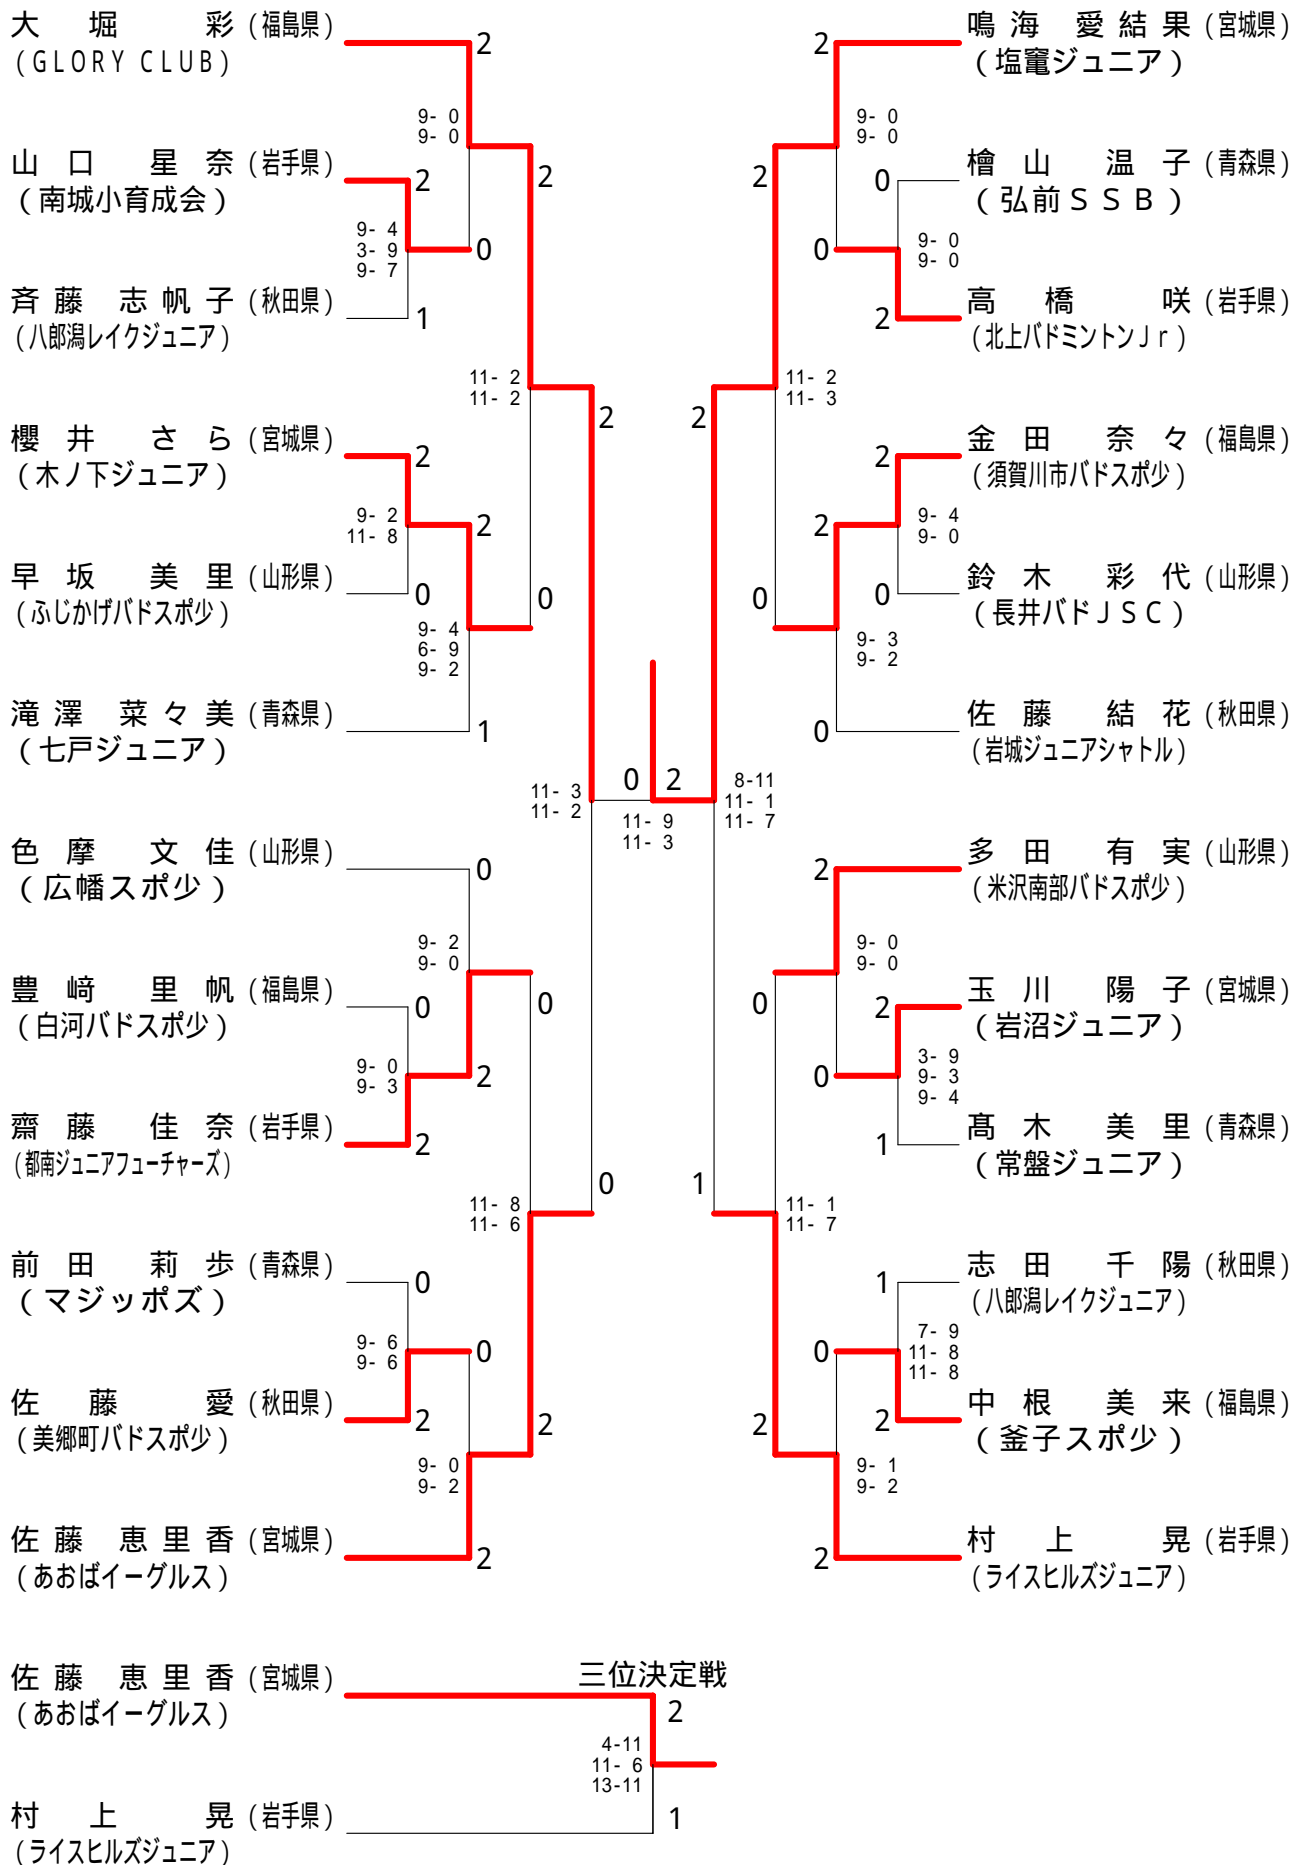 大堀 彩 (福島県)
(GLORY CLUB)
2
9- 0
9- 0
山口 星奈 (岩手県)
(南城小育成会)
2
2
9- 4
3- 9
9- 7
0
斉藤 志帆子 (秋田県)
(八郎潟レイクジュニア)
1
11- 2
11- 2
2
櫻井 さら (宮城県)
(木ノ下ジュニア)
2
9- 2
11- 8
2
早坂 美里 (山形県)
(ふじかげバドスポ少)
0
0
9- 4
6- 9
9- 2
滝澤 菜々美 (青森県)
(七戸ジュニア)
1
11- 3
11- 2
0
2
11- 9
11- 3
色摩 文佳 (山形県)
(広幡スポ少)
0
9- 2
9- 0
豊﨑 里帆 (福島県)
(白河バドスポ少)
0
0
9- 0
9- 3
2
齋藤 佳奈 (岩手県)
(都南ジュニアフューチャーズ)
2
0
11- 8
11- 6
前田 莉歩 (青森県)
(マジッポズ)
0
9- 6
9- 6
0
佐藤 愛 (秋田県)
(美郷町バドスポ少)
2
2
9- 0
9- 2
佐藤 恵里香 (宮城県)
(あおばイーグルス)
2
鳴海 愛結果 (宮城県)
(塩竈ジュニア)
2
9- 0
9- 0
檜山 温子 (青森県)
(弘前SSB)
2
0
0
9- 0
9- 0
高橋 咲 (岩手県)
(北上バドミントンJr)
2
11- 2
11- 3
2
金田 奈々 (福島県)
(須賀川市バドスポ少)
2
2
9- 4
9- 0
鈴木 彩代 (山形県)
(長井バドJSC)
0
0
9- 3
9- 2
佐藤 結花 (秋田県)
(岩城ジュニアシャトル)
0
8-11
11- 1
11- 7
多田 有実 (山形県)
(米沢南部バドスポ少)
2
9- 0
9- 0
玉川 陽子 (宮城県)
(岩沼ジュニア)
0
2
0
3- 9
9- 3
9- 4
髙木 美里 (青森県)
(常盤ジュニア)
1
1
11- 1
11- 7
志田 千陽 (秋田県)
(八郎潟レイクジュニア)
1
0
7- 9
11- 8
11- 8
中根 美来 (福島県)
(釜子スポ少)
2
2
9- 1
9- 2
村上 晃 (岩手県)
(ライスヒルズジュニア)
2
三位決定戦
佐藤 恵里香 (宮城県)
(あおばイーグルス)
2
4-11
11- 6
13-11
村上 晃 (岩手県)
(ライスヒルズジュニア)
1